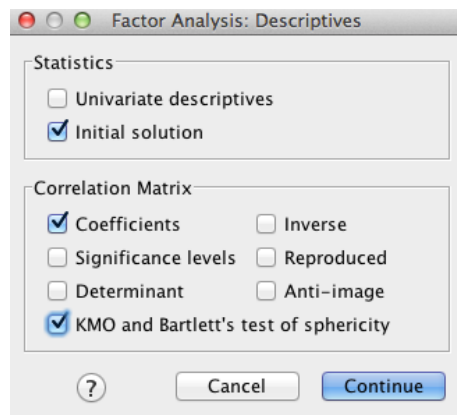 Factor Analysis: Descriptives
Statistics
Univariate descriptives
Initial solution
Correlation Matrix
Coefficients Inverse
Significance levels Reproduced
Determinant Anti-image
KMO and Bartlett's test of sphericity
? Cancel Continue